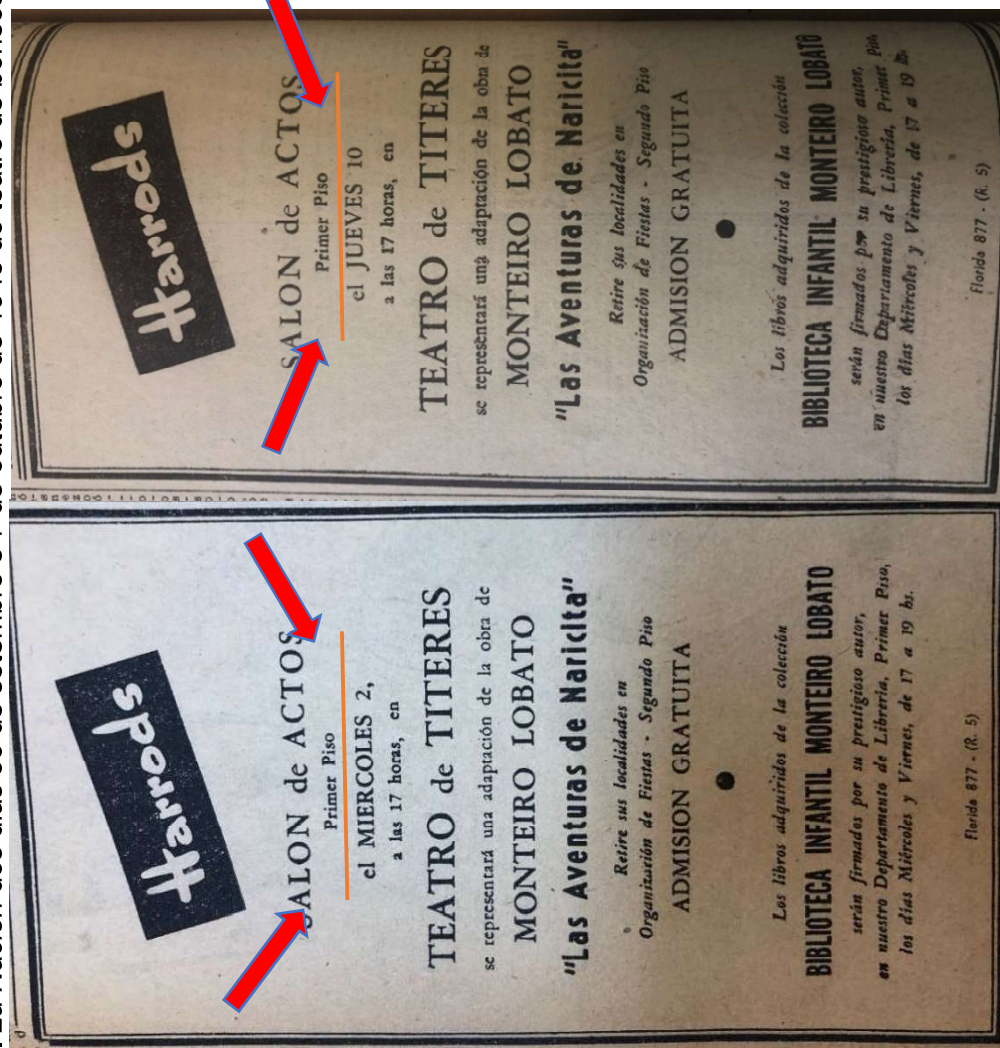 Harrods
SALON de ACTOS
Primer Piso
el MIERCOLES 2,
a las 17 horas, en
TEATRO de TITERES
se representará una adaptación de la obra de
MONTEIRO LOBATO
"Las Aventuras de Naricita"
Retire sus localidades en
Organización de Fiestas - Segundo Piso
ADMISION GRATUITA
Los libros adquiridos de la colección
BIBLIOTECA INFANTIL MONTEIRO LOBATO
serán firmados por su prestigioso autor,
en nuestro Departamento de Librería, Primer Piso,
los días Miércoles y Viernes, de 17 a 19 hs.
Florida 877 - (R. 5)
Harrods
SALON de ACTOS
Primer Piso
el JUEVES 10
a las 17 horas, en
TEATRO de TITERES
se representará una adaptación de la obra de
MONTEIRO LOBATO
"Las Aventuras de Naricita"
Retire sus localidades en
Organización de Fiestas - Segundo Piso
ADMISION GRATUITA
Los libros adquiridos de la colección
BIBLIOTECA INFANTIL MONTEIRO LOBATO
serán firmados por su prestigioso autor,
en nuestro Departamento de Librería, Primer Piso
los días Miércoles y Viernes, de 17 a 19 hs.
Florida 877 - (R. 5)